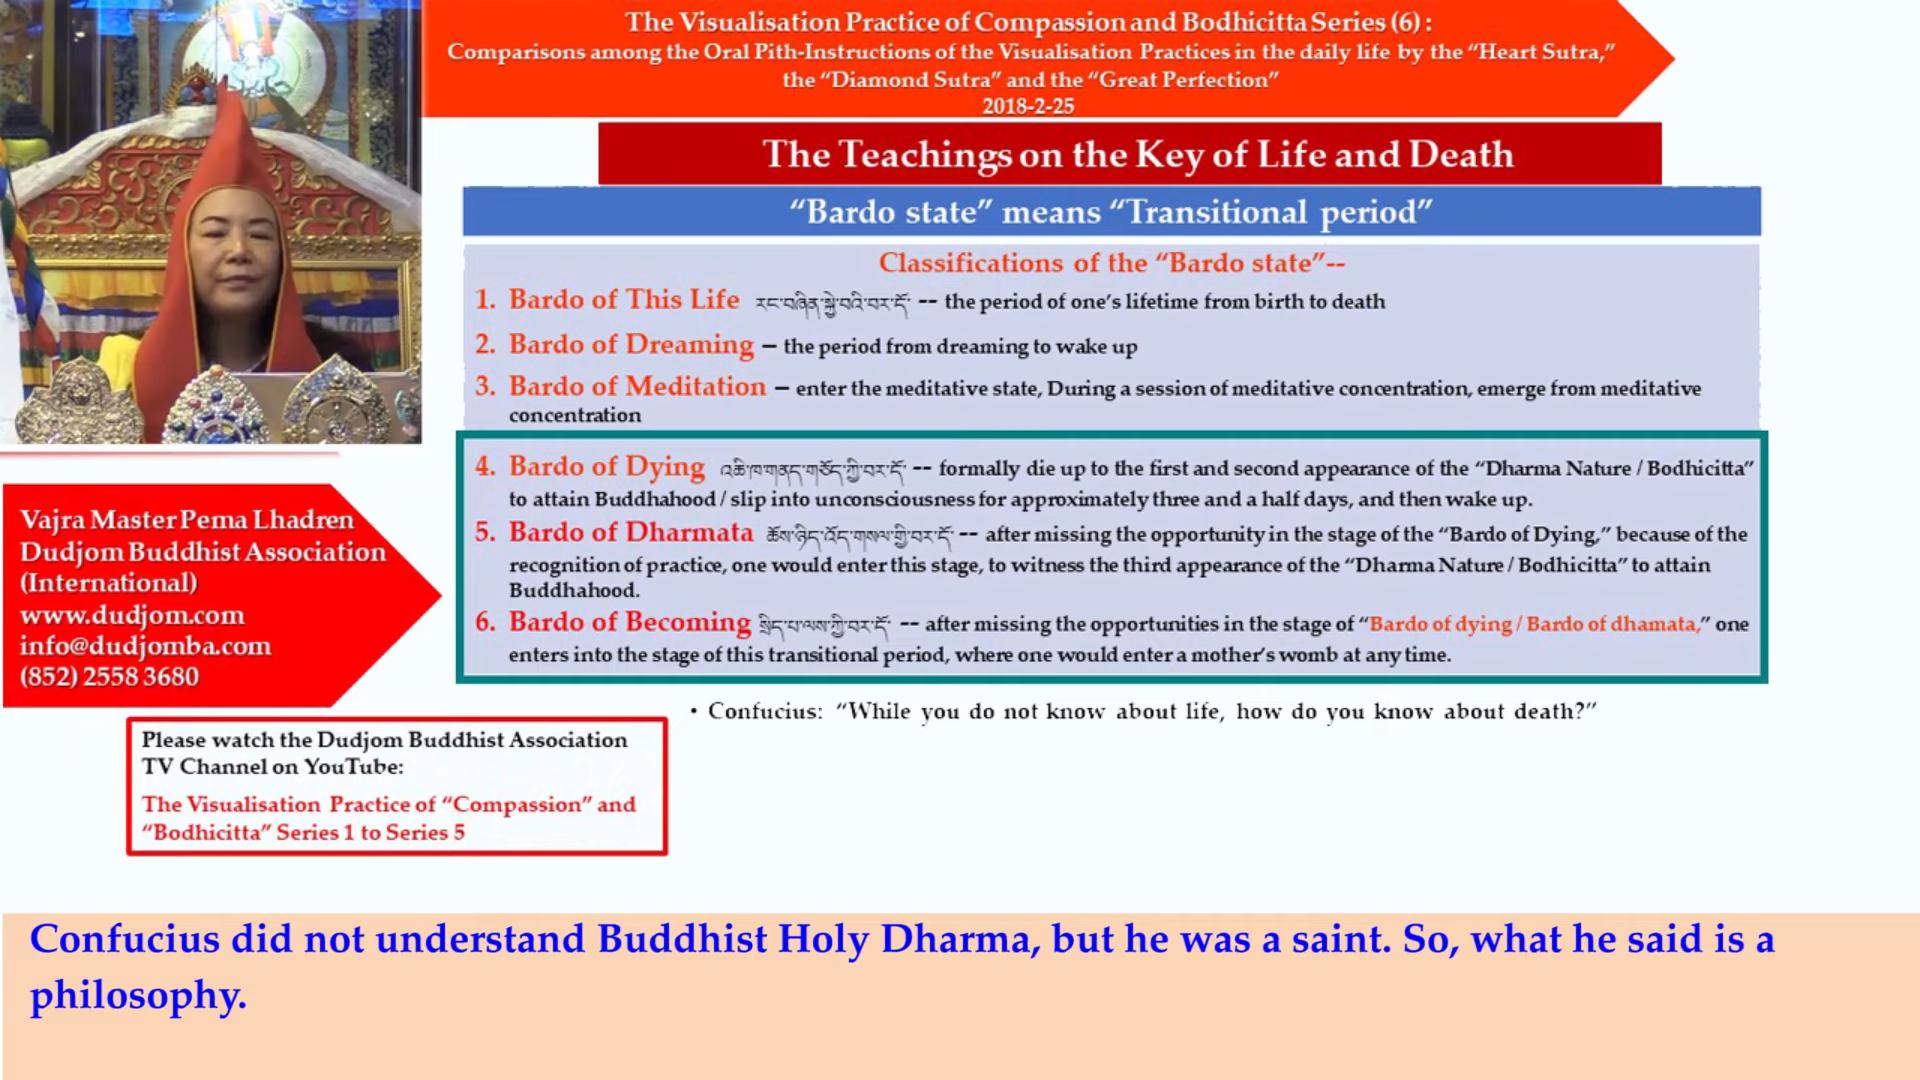 The Visualisation Practice of Compassion and Bodhicitta Series (6) :
Comparisons among the Oral Pith-Instructions of the Visualisation Practices in the daily life by the “Heart Sutra,”
the “Diamond Sutra” and the “Great Perfection”
2018-2-25
The Teachings on the Key of Life and Death
“Bardo state” means “Transitional period”
Classifications of the “Bardo state”--
1. Bardo of This Life རང་བཞིན་སྐྱེ་བའི་བར་དོ་ -- the period of one’s lifetime from birth to death
2. Bardo of Dreaming – the period from dreaming to wake up
3. Bardo of Meditation – enter the meditative state, During a session of meditative concentration, emerge from meditative
concentration
4. Bardo of Dying འཆི་ཁ་གནད་གཅོད་ཀྱི་བར་དོ་ -- formally die up to the first and second appearance of the “Dharma Nature / Bodhicitta”
to attain Buddhahood / slip into unconsciousness for approximately three and a half days, and then wake up.
5. Bardo of Dharmata ཆོས་ཉིད་འོད་གསལ་གྱི་བར་དོ་ -- after missing the opportunity in the stage of the “Bardo of Dying,” because of the
recognition of practice, one would enter this stage, to witness the third appearance of the “Dharma Nature / Bodhicitta” to attain
Buddhahood.
6. Bardo of Becoming སྲིད་པ་ལས་ཀྱི་བར་དོ་ -- after missing the opportunities in the stage of “Bardo of dying / Bardo of dhamata,” one
enters into the stage of this transitional period, where one would enter a mother’s womb at any time.
• Confucius: “While you do not know about life, how do you know about death?”
Vajra Master Pema Lhadren
Dudjom Buddhist Association
(International)
www.dudjom.com
info@dudjomba.com
(852) 2558 3680
Please watch the Dudjom Buddhist Association
TV Channel on YouTube:
The Visualisation Practice of “Compassion” and
“Bodhicitta” Series 1 to Series 5
Confucius did not understand Buddhist Holy Dharma, but he was a saint. So, what he said is a
philosophy.